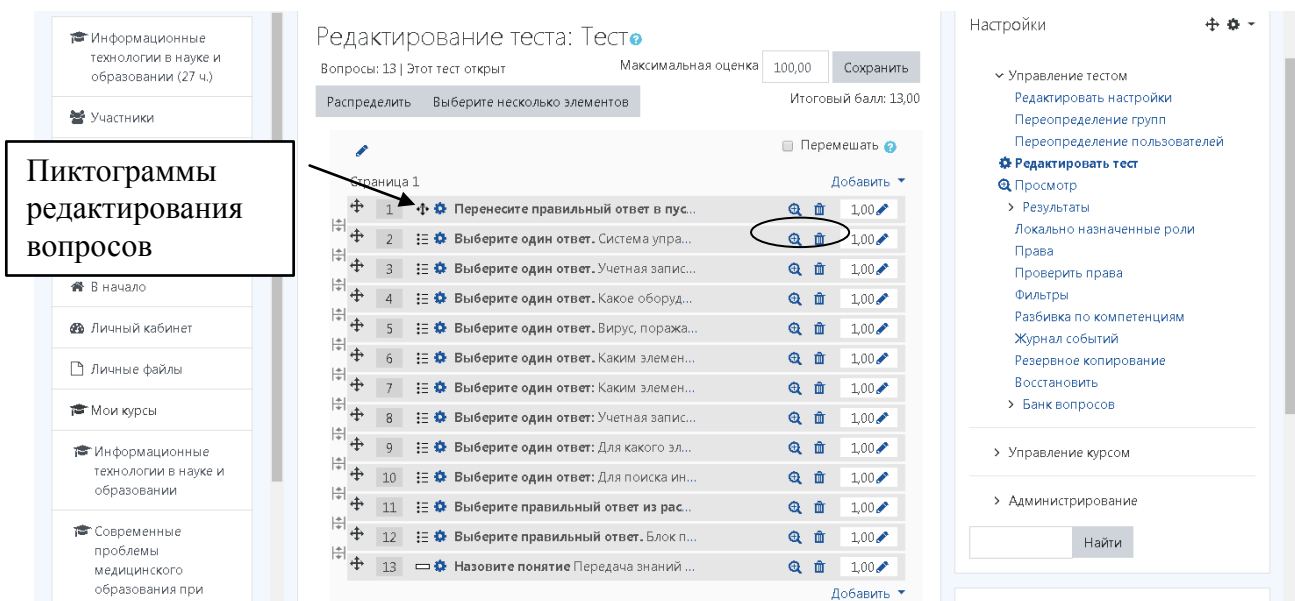 Информационные
технологии в науке и
образовании (27 ч.)
Участники
Пиктограммы
редактирования
вопросов
В начало
Личный кабинет
Личные файлы
Мои курсы
Информационные
технологии в науке и
образовании
Современные
проблемы
медицинского
образования при
Редактирование теста: Тест
Вопросы: 13 | Этот тест открыт
Максимальная оценка 100,00 Сохранить
Распределить Выберите несколько элементов Итоговый балл: 13,00
Перемешать
Страница 1 Добавить
1 Перенесите правильный ответ в пус... 1,00
2 Выберите один ответ. Система упра... 1,00
3 Выберите один ответ. Учетная запис... 1,00
4 Выберите один ответ. Какое оборуд... 1,00
5 Выберите один ответ. Вирус, поража... 1,00
6 Выберите один ответ: Каким элемен... 1,00
7 Выберите один ответ: Каким элемен... 1,00
8 Выберите один ответ: Учетная запис... 1,00
9 Выберите один ответ: Для какого эл... 1,00
10 Выберите один ответ: Для поиска ин... 1,00
11 Выберите правильный ответ из рас... 1,00
12 Выберите правильный ответ. Блок п... 1,00
13 Назовите понятие Передача знаний ... 1,00
Добавить
Настройки
Управление тестом
Редактировать настройки
Переопределение групп
Переопределение пользователей
Редактировать тест
Просмотр
Результаты
Локально назначенные роли
Права
Проверить права
Фильтры
Разбивка по компетенциям
Журнал событий
Резервное копирование
Восстановить
Банк вопросов
Управление курсом
Администрирование
Найти